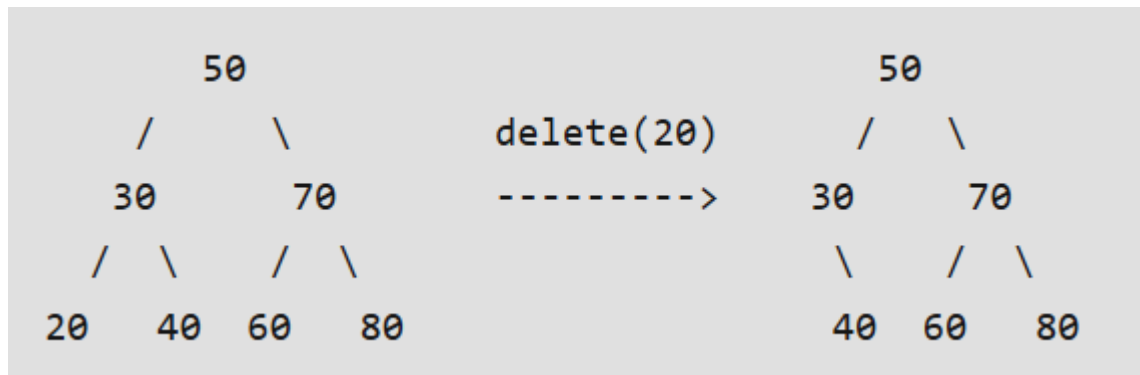 50                            50
       /      \         delete(20)     /   \
     30        70       --------->   30      70
    /  \      /  \                    \     /  \
  20   40  60   80                    40  60   80